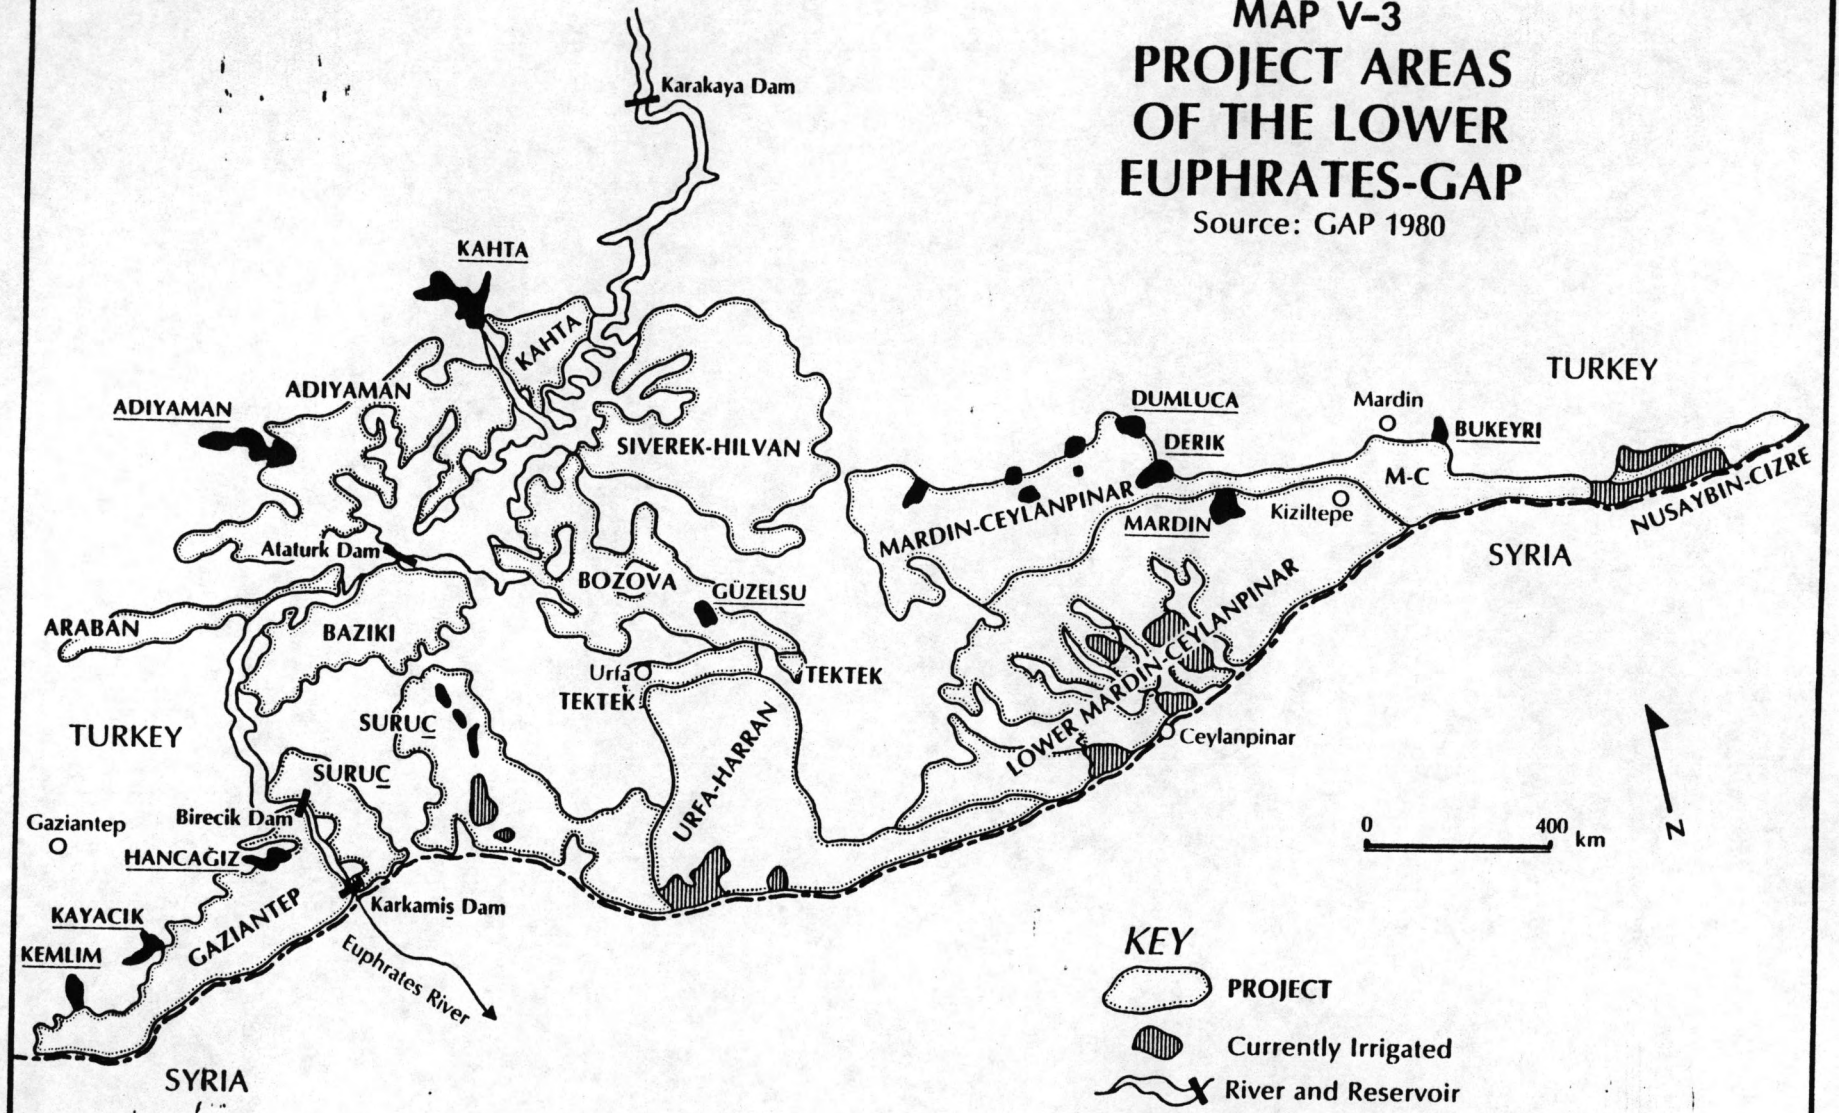 MAP V-3
PROJECT AREAS
OF THE LOWER
EUPHRATES-GAP
Source: GAP 1980
Karakaya Dam
KAHTA
KAHTA
TURKEY
ADIYAMAN
ADIYAMAN
DUMLUCA
Mardin
DERIK
BUKEYRI
SIVEREK-HILVAN
M-C
MARDIN-CEYLANPINAR
MARDIN
Kiziltepe
NUSAYBIN-CIZRE
Ataturk Dam
SYRIA
BOZOVA
GÜZELSU
ARABAN
BAZIKI
Urfa
TEKTEK
TEKTEK
LOWER MARDIN-CEYLANPINAR
TURKEY
SURUC
Ceylanpinar
SURUC
URFA-HARRAN
Birecik Dam
Gaziantep
HANCAĞIZ
0 400 km
N
KAYACIK
GAZIANTEP
Karkamiş Dam
KEMLIM
Euphrates River
KEY
PROJECT
Currently Irrigated
River and Reservoir
SYRIA